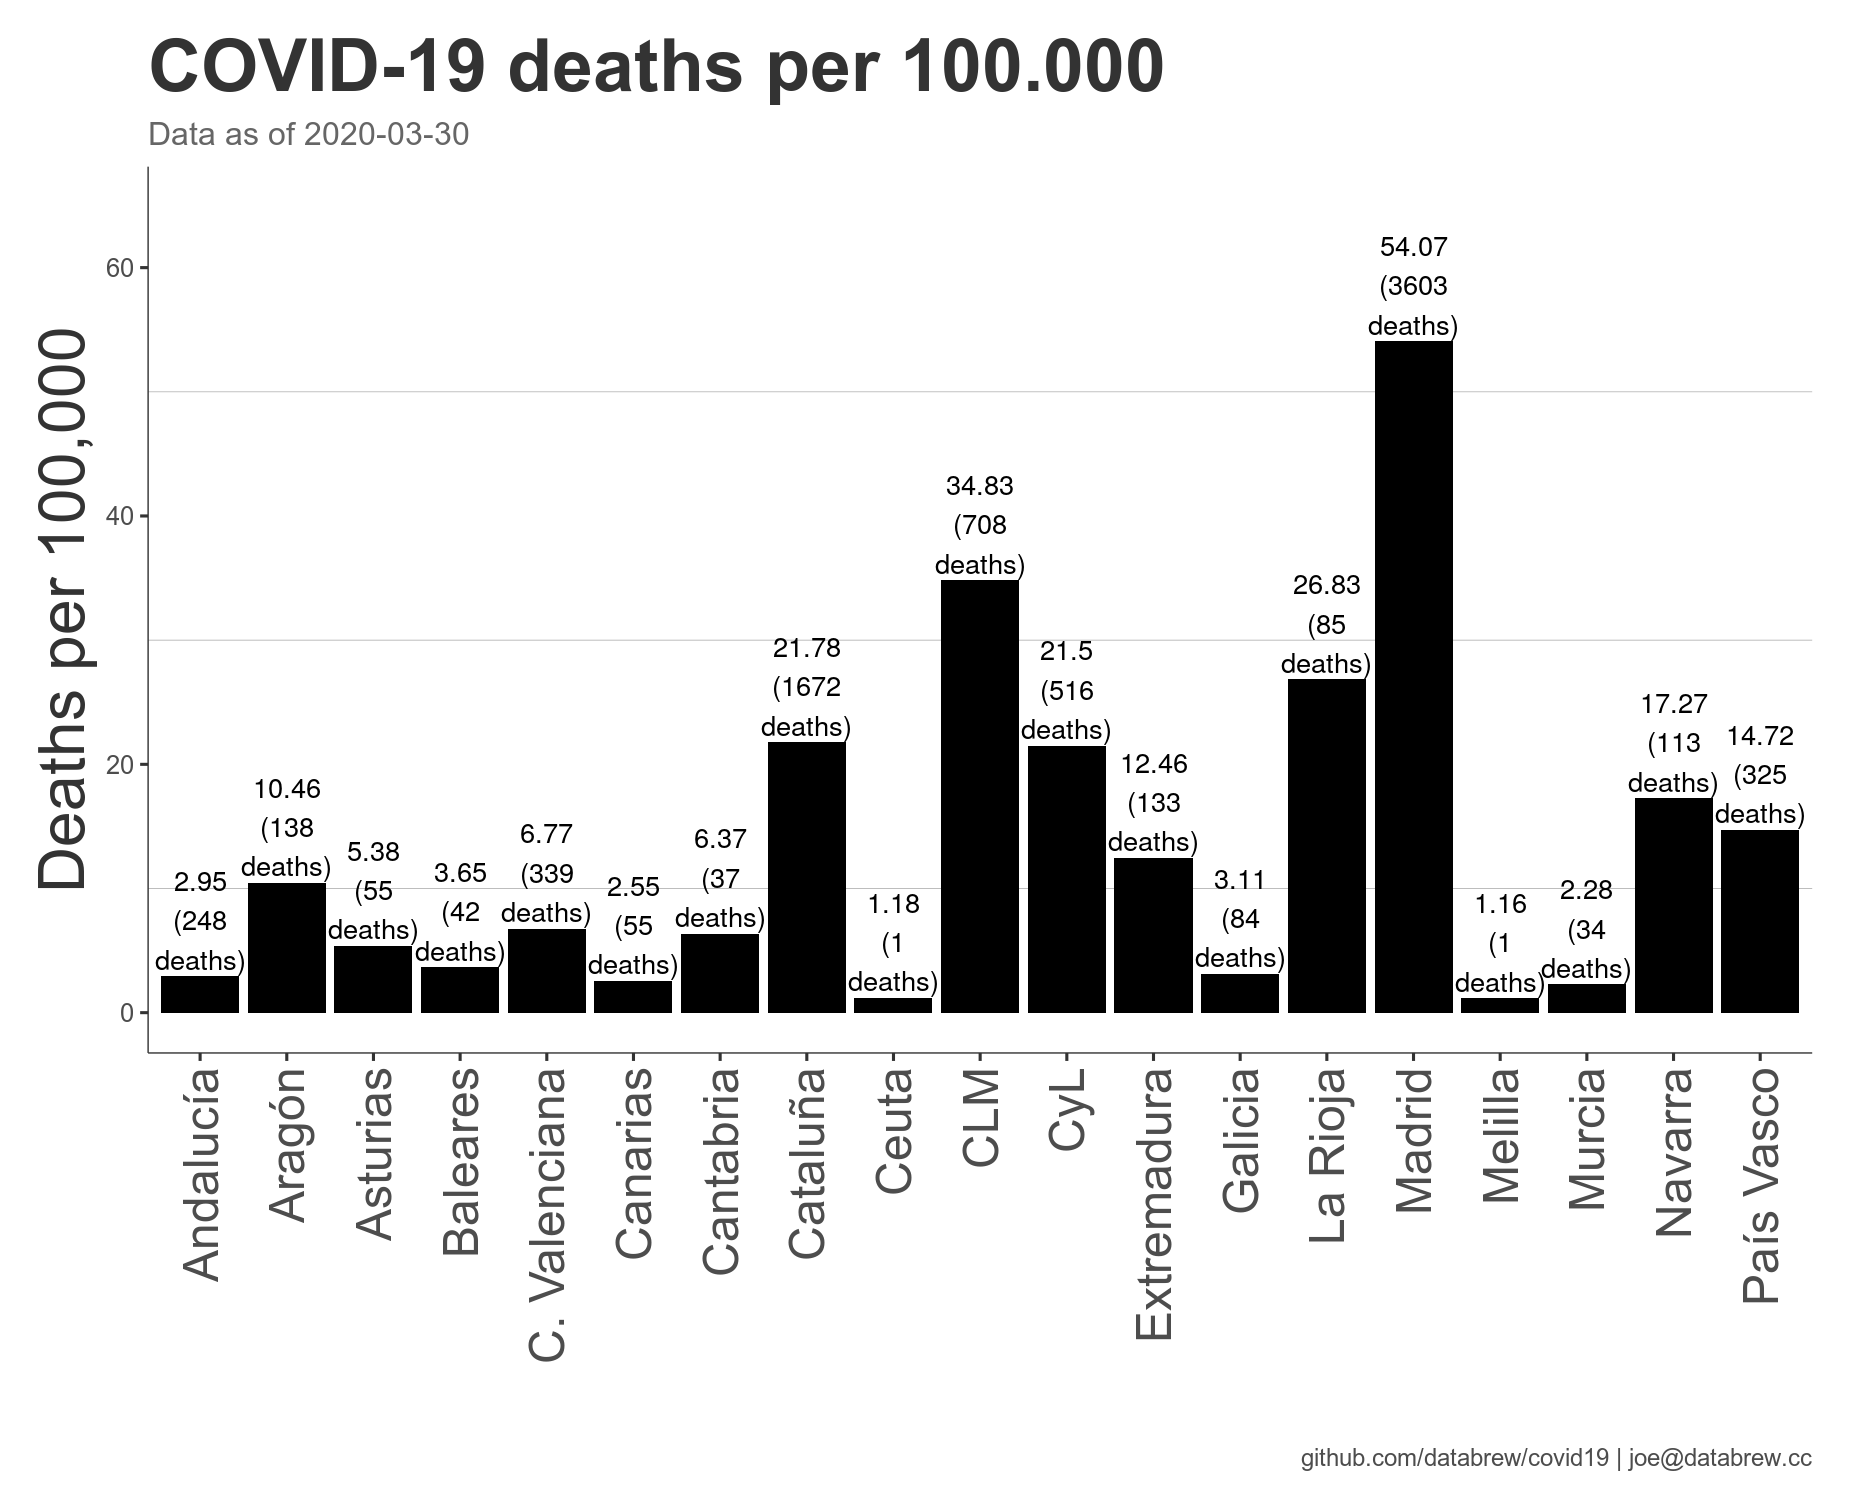 COVID-19 deaths per 100.000
Data as of 2020-03-30
Deaths per 100,000
60
40
20
0
2.95
(248
deaths)
10.46
(138
deaths)
5.38
(55
deaths)
3.65
(42
deaths)
6.77
(339
deaths)
2.55
(55
deaths)
6.37
(37
deaths)
21.78
(1672
deaths)
1.18
(1
deaths)
34.83
(708
deaths)
21.5
(516
deaths)
12.46
(133
deaths)
3.11
(84
deaths)
26.83
(85
deaths)
54.07
(3603
deaths)
1.16
(1
deaths)
2.28
(34
deaths)
17.27
(113
deaths)
14.72
(325
deaths)
Andalucía
Aragón
Asturias
Baleares
C. Valenciana
Canarias
Cantabria
Cataluña
Ceuta
CLM
CyL
Extremadura
Galicia
La Rioja
Madrid
Melilla
Murcia
Navarra
País Vasco
github.com/databrew/covid19 | joe@databrew.cc